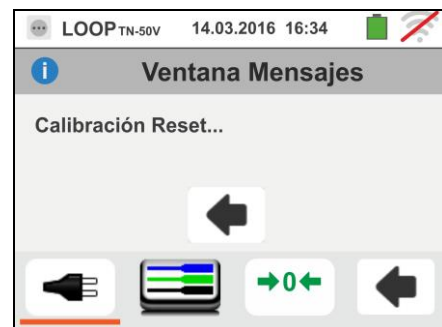 LOOP TN-50V 14.03.2016 16:34
i Ventana Mensajes
Calibración Reset...
→0←